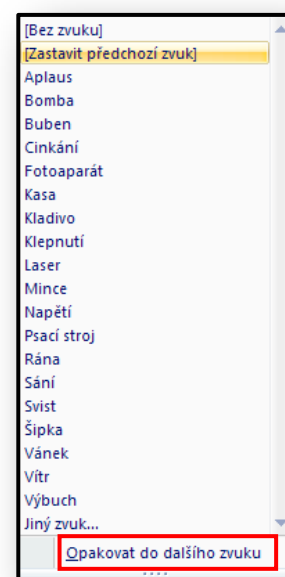 [Bez zvuku]
[Zastavit předchozí zvuk]
Aplaus
Bomba
Buben
Cinkání
Fotoaparát
Kasa
Kladivo
Klepnutí
Laser
Mince
Napětí
Psací stroj
Rána
Sání
Svist
Šipka
Vánek
Vítr
Výbuch
Jiný zvuk...
Opakovat do dalšího zvuku